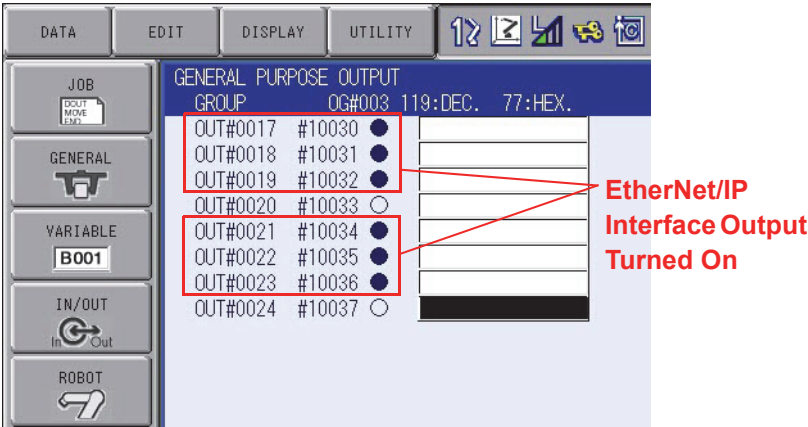 DATA EDIT DISPLAY UTILITY
JOB
DOUT
MOVE
END
GENERAL
VARIABLE
B001
IN/OUT
In Out
ROBOT
GENERAL PURPOSE OUTPUT
GROUP OG#003 119:DEC. 77:HEX.
OUT#0017 #10030
OUT#0018 #10031
OUT#0019 #10032
OUT#0020 #10033
OUT#0021 #10034
OUT#0022 #10035
OUT#0023 #10036
OUT#0024 #10037
EtherNet/IP
Interface Output
Turned On